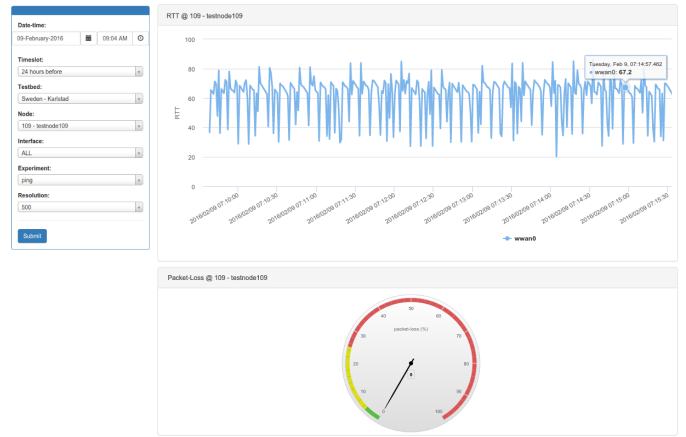 Date-time:
09-February-2016 09:04 AM
Timeslot:
24 hours before
Testbed:
Sweden - Karlstad
Node:
109 - testnode109
Interface:
ALL
Experiment:
ping
Resolution:
500
Submit
RTT @ 109 - testnode109
100
80
60
40
20
0
RTT
Tuesday, Feb 9, 07:14:57.462
wwan0: 67.2
2016/02/09 07:10:00
2016/02/09 07:10:30
2016/02/09 07:11:00
2016/02/09 07:11:30
2016/02/09 07:12:00
2016/02/09 07:12:30
2016/02/09 07:13:00
2016/02/09 07:13:30
2016/02/09 07:14:00
2016/02/09 07:14:30
2016/02/09 07:15:00
2016/02/09 07:15:30
wwan0
Packet-Loss @ 109 - testnode109
0
10
20
30
40
50
60
70
80
90
100
packet-loss (%)